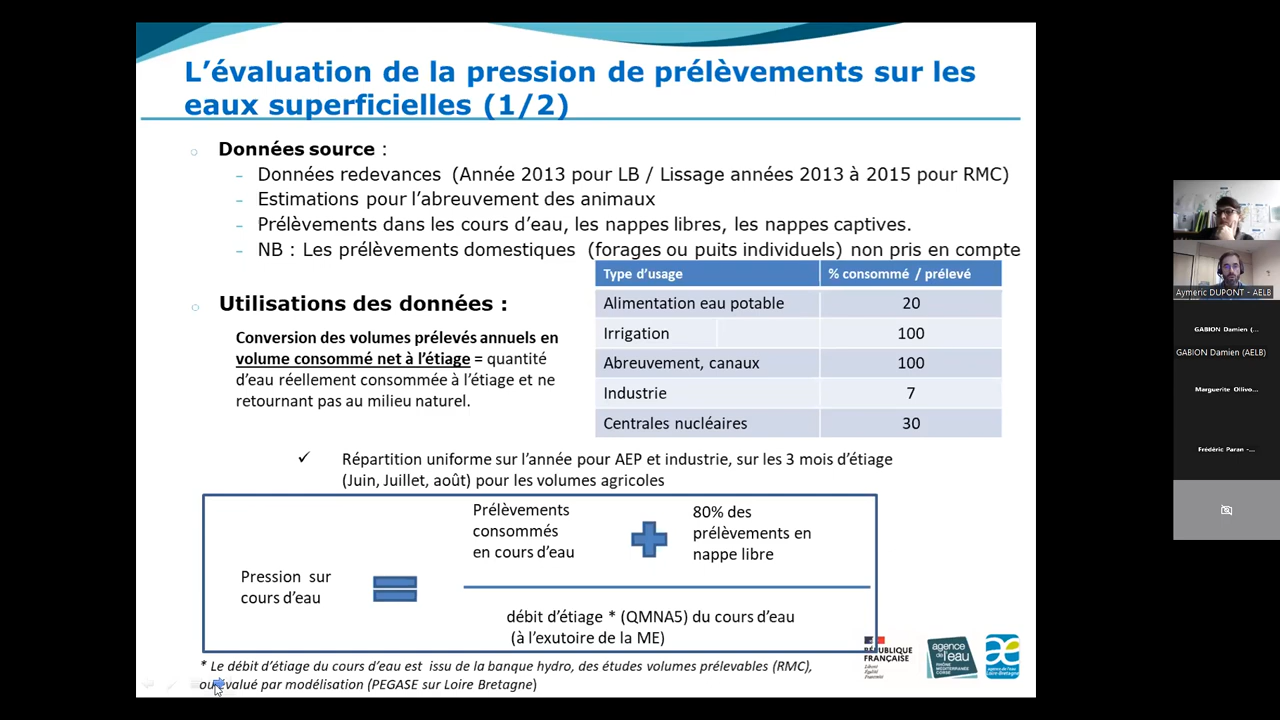 L’évaluation de la pression de prélèvements sur les
eaux superficielles (1/2)
Données source :
Données redevances (Année 2013 pour LB / Lissage années 2013 à 2015 pour RMC)
Estimations pour l’abreuvement des animaux
Prélèvements dans les cours d’eau, les nappes libres, les nappes captives.
NB : Les prélèvements domestiques (forages ou puits individuels) non pris en compte
Utilisations des données :
Conversion des volumes prélevés annuels en
volume consommé net à l’étiage = quantité
d’eau réellement consommée à l’étiage et ne
retournant pas au milieu naturel.
Type d’usage % consommé / prélevé
Alimentation eau potable 20
Irrigation 100
Abreuvement, canaux 100
Industrie 7
Centrales nucléaires 30
✓ Répartition uniforme sur l’année pour AEP et industrie, sur les 3 mois d’étiage
(Juin, Juillet, août) pour les volumes agricoles
Pression sur
cours d’eau
Prélèvements
consommés
en cours d’eau
80% des
prélèvements en
nappe libre
débit d’étiage * (QMNA5) du cours d’eau
(à l’exutoire de la ME)
* Le débit d’étiage du cours d’eau est issu de la banque hydro, des études volumes prélevables (RMC),
ou évalué par modélisation (PEGASE sur Loire Bretagne)
RÉPUBLIQUE
FRANÇAISE
Liberté
Égalité
Fraternité
agence
de l’eau
RHÔNE MÉDITERRANÉE
CORSE
agence de l’eau
Loire-Bretagne
Aymeric DUPONT - AELB
GABION Damien (...
GABION Damien (AELB)
Marguerite Ollivo...
Frédéric Paran -...